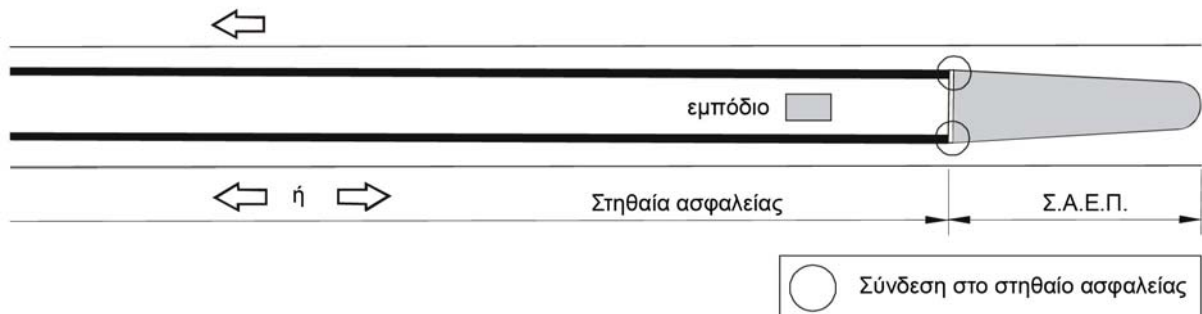 εμπόδιο
ή
Στηθαία ασφαλείας
Σ.Α.Ε.Π.
Σύνδεση στο στηθαίο ασφαλείας